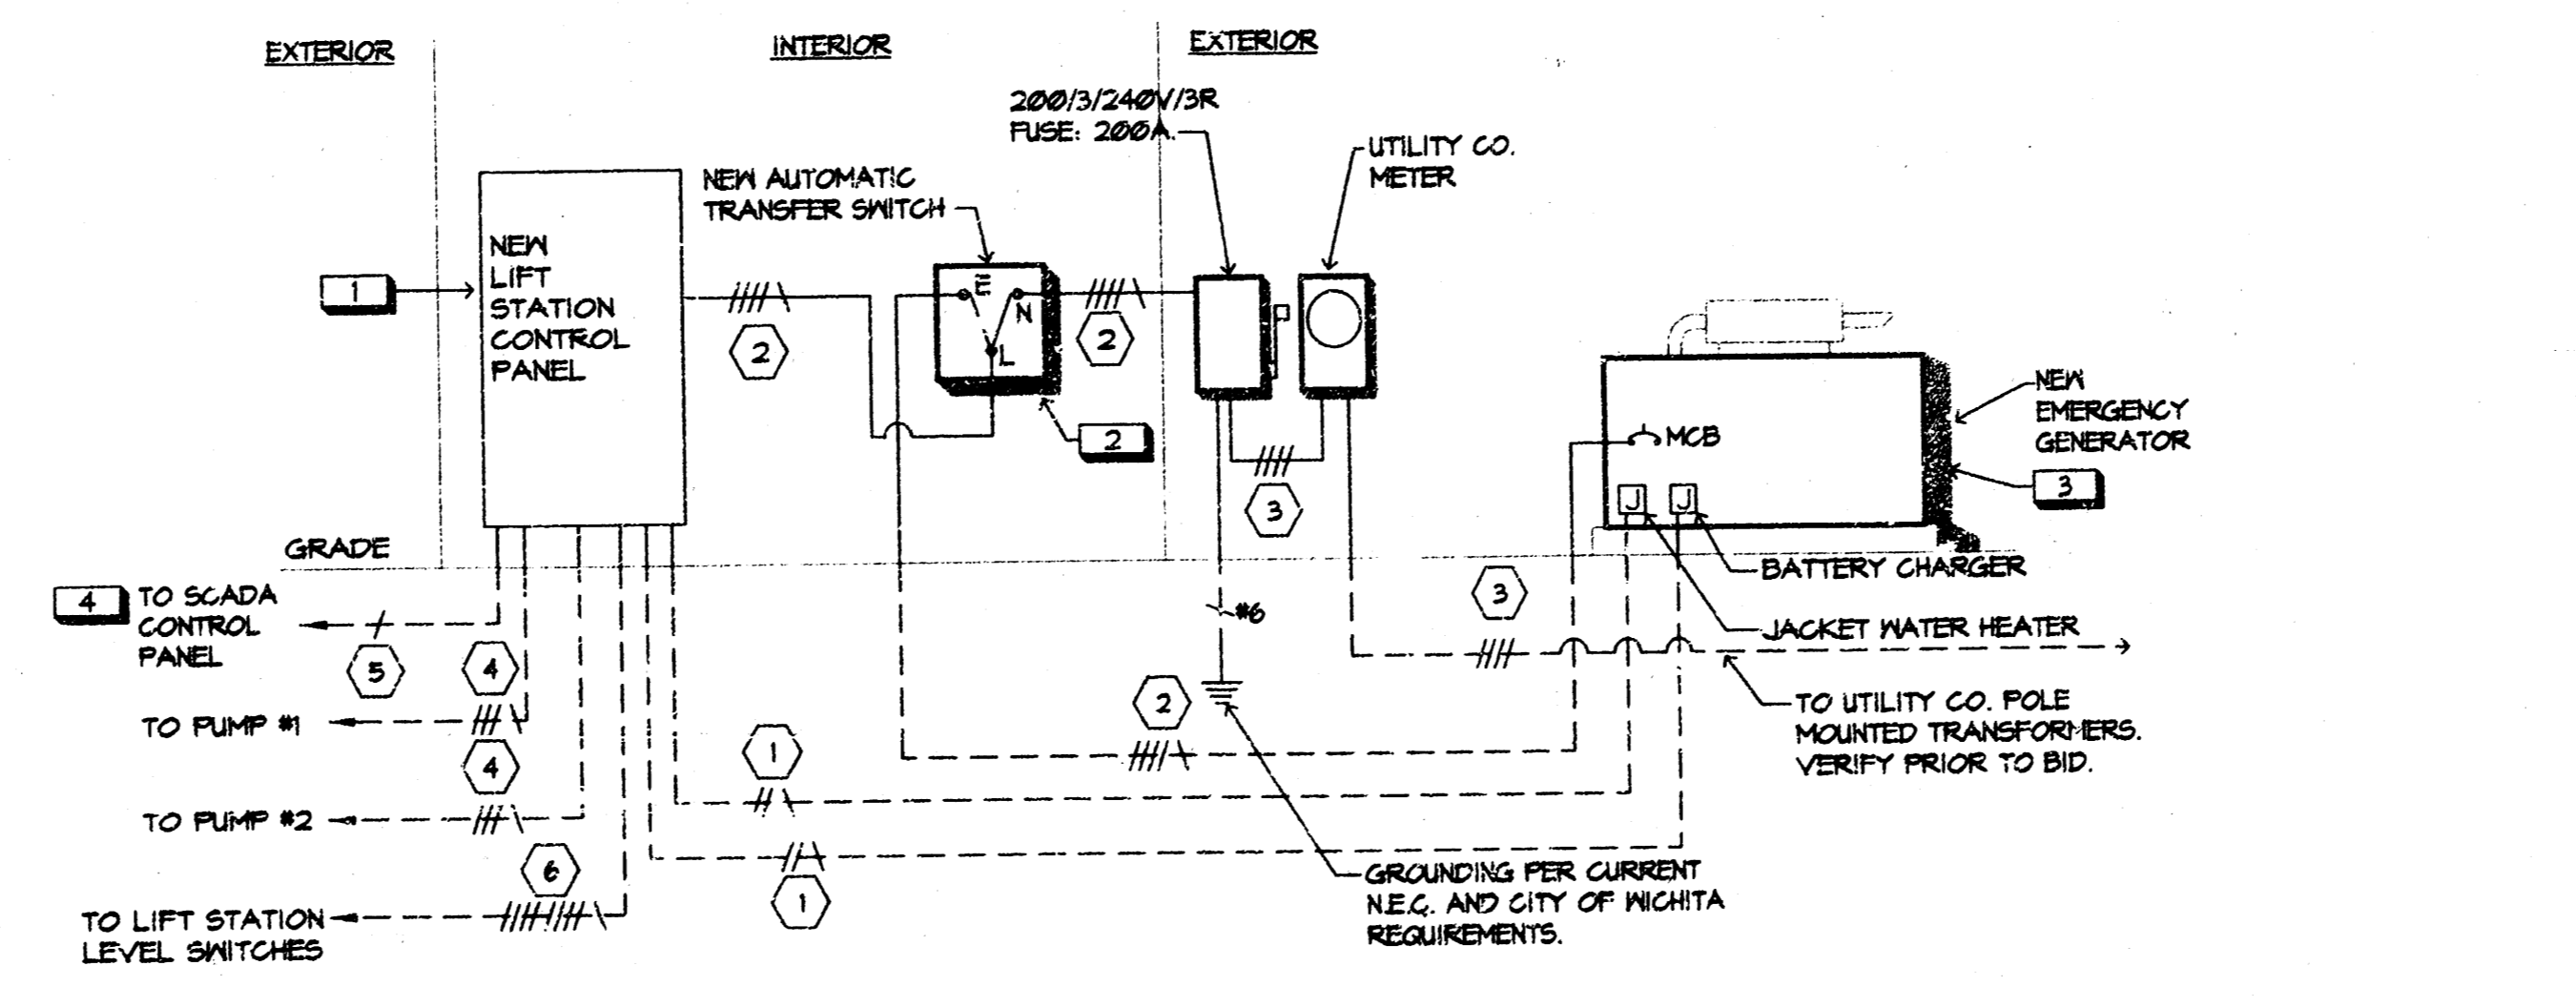 EXTERIOR
INTERIOR
EXTERIOR
200/3/240V/3R
FUSE: 200A.
UTILITY CO.
METER
NEW AUTOMATIC
TRANSFER SWITCH
NEW
LIFT
STATION
CONTROL
PANEL
1
2
E
N
L
2
2
3
MCB
J
J
NEW
EMERGENCY
GENERATOR
3
GRADE
BATTERY CHARGER
JACKET WATER HEATER
4
TO SCADA
CONTROL
PANEL
5
4
#6
3
2
TO PUMP #1
4
1
TO UTILITY CO. POLE
MOUNTED TRANSFORMERS.
VERIFY PRIOR TO BID.
TO PUMP #2
6
1
GROUNDING PER CURRENT
N.E.C. AND CITY OF WICHITA
REQUIREMENTS.
TO LIFT STATION
LEVEL SWITCHES